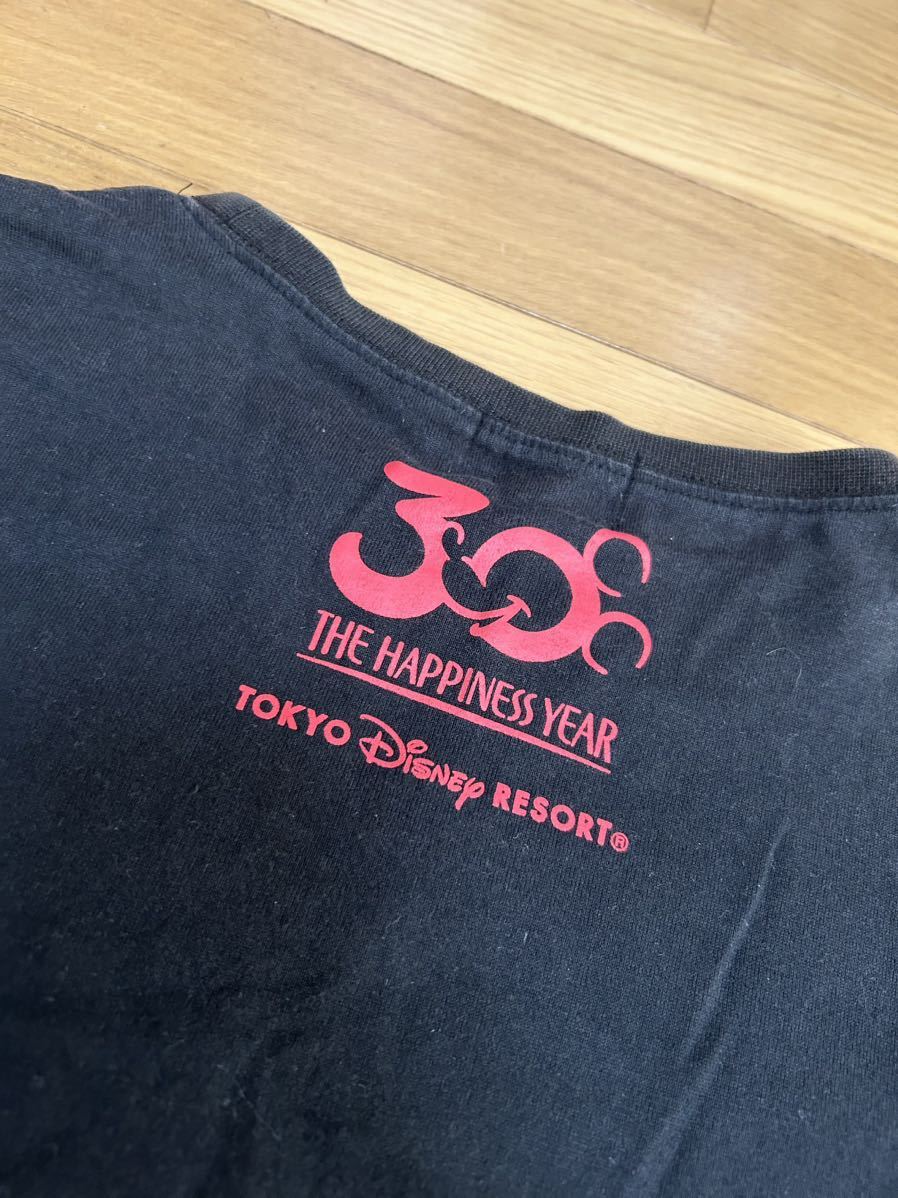 30
THE HAPPINESS YEAR
TOKYO Disney RESORT®